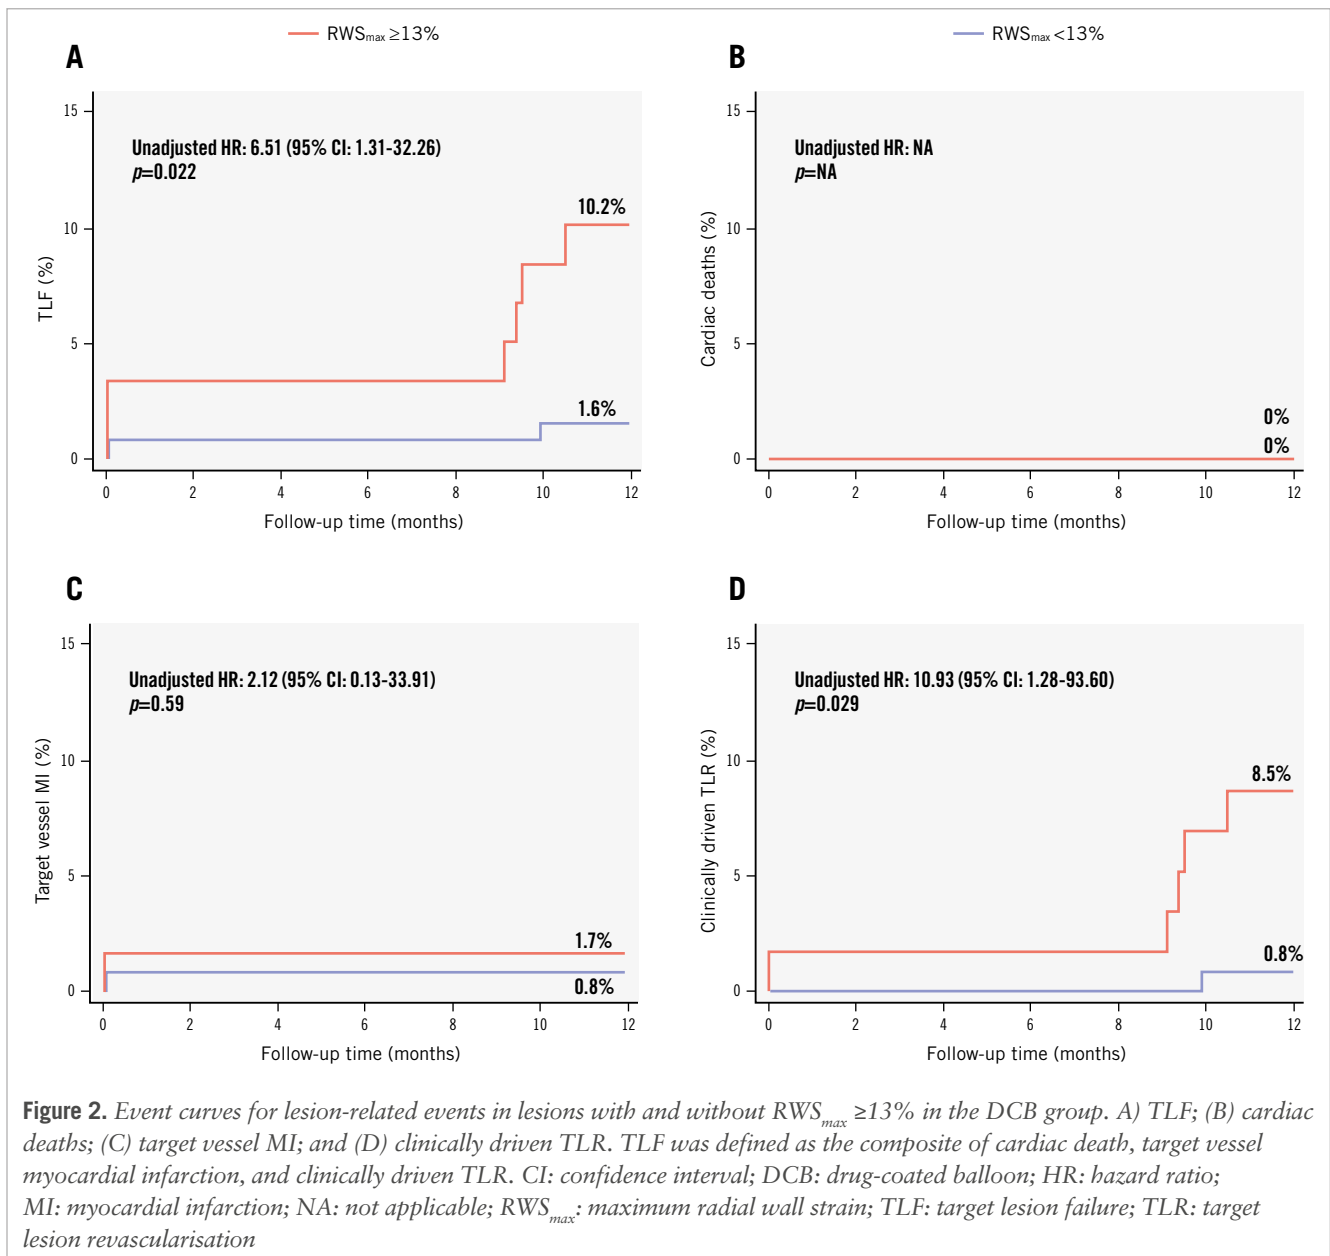 RWSmax ≥13%
RWSmax <13%
A
15
10
5
0
TLF (%)
Unadjusted HR: 6.51 (95% CI: 1.31-32.26)
p=0.022
10.2%
1.6%
0 2 4 6 8 10 12
Follow-up time (months)
B
15
10
5
0
Cardiac deaths (%)
Unadjusted HR: NA
p=NA
0%
0%
0 2 4 6 8 10 12
Follow-up time (months)
C
15
10
5
0
Target vessel MI (%)
Unadjusted HR: 2.12 (95% CI: 0.13-33.91)
p=0.59
1.7%
0.8%
0 2 4 6 8 10 12
Follow-up time (months)
D
15
10
5
0
Clinically driven TLR (%)
Unadjusted HR: 10.93 (95% CI: 1.28-93.60)
p=0.029
8.5%
0.8%
0 2 4 6 8 10 12
Follow-up time (months)
Figure 2. Event curves for lesion-related events in lesions with and without RWSmax ≥13% in the DCB group. A) TLF; (B) cardiac
deaths; (C) target vessel MI; and (D) clinically driven TLR. TLF was defined as the composite of cardiac death, target vessel
myocardial infarction, and clinically driven TLR. CI: confidence interval; DCB: drug-coated balloon; HR: hazard ratio;
MI: myocardial infarction; NA: not applicable; RWSmax: maximum radial wall strain; TLF: target lesion failure; TLR: target
lesion revascularisation